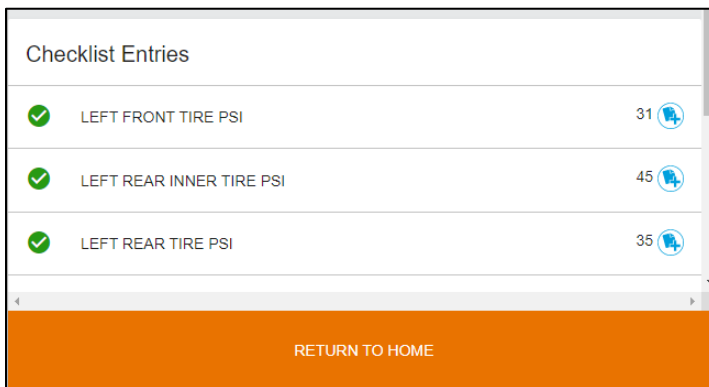 Checklist Entries
LEFT FRONT TIRE PSI 31
LEFT REAR INNER TIRE PSI 45
LEFT REAR TIRE PSI 35
RETURN TO HOME